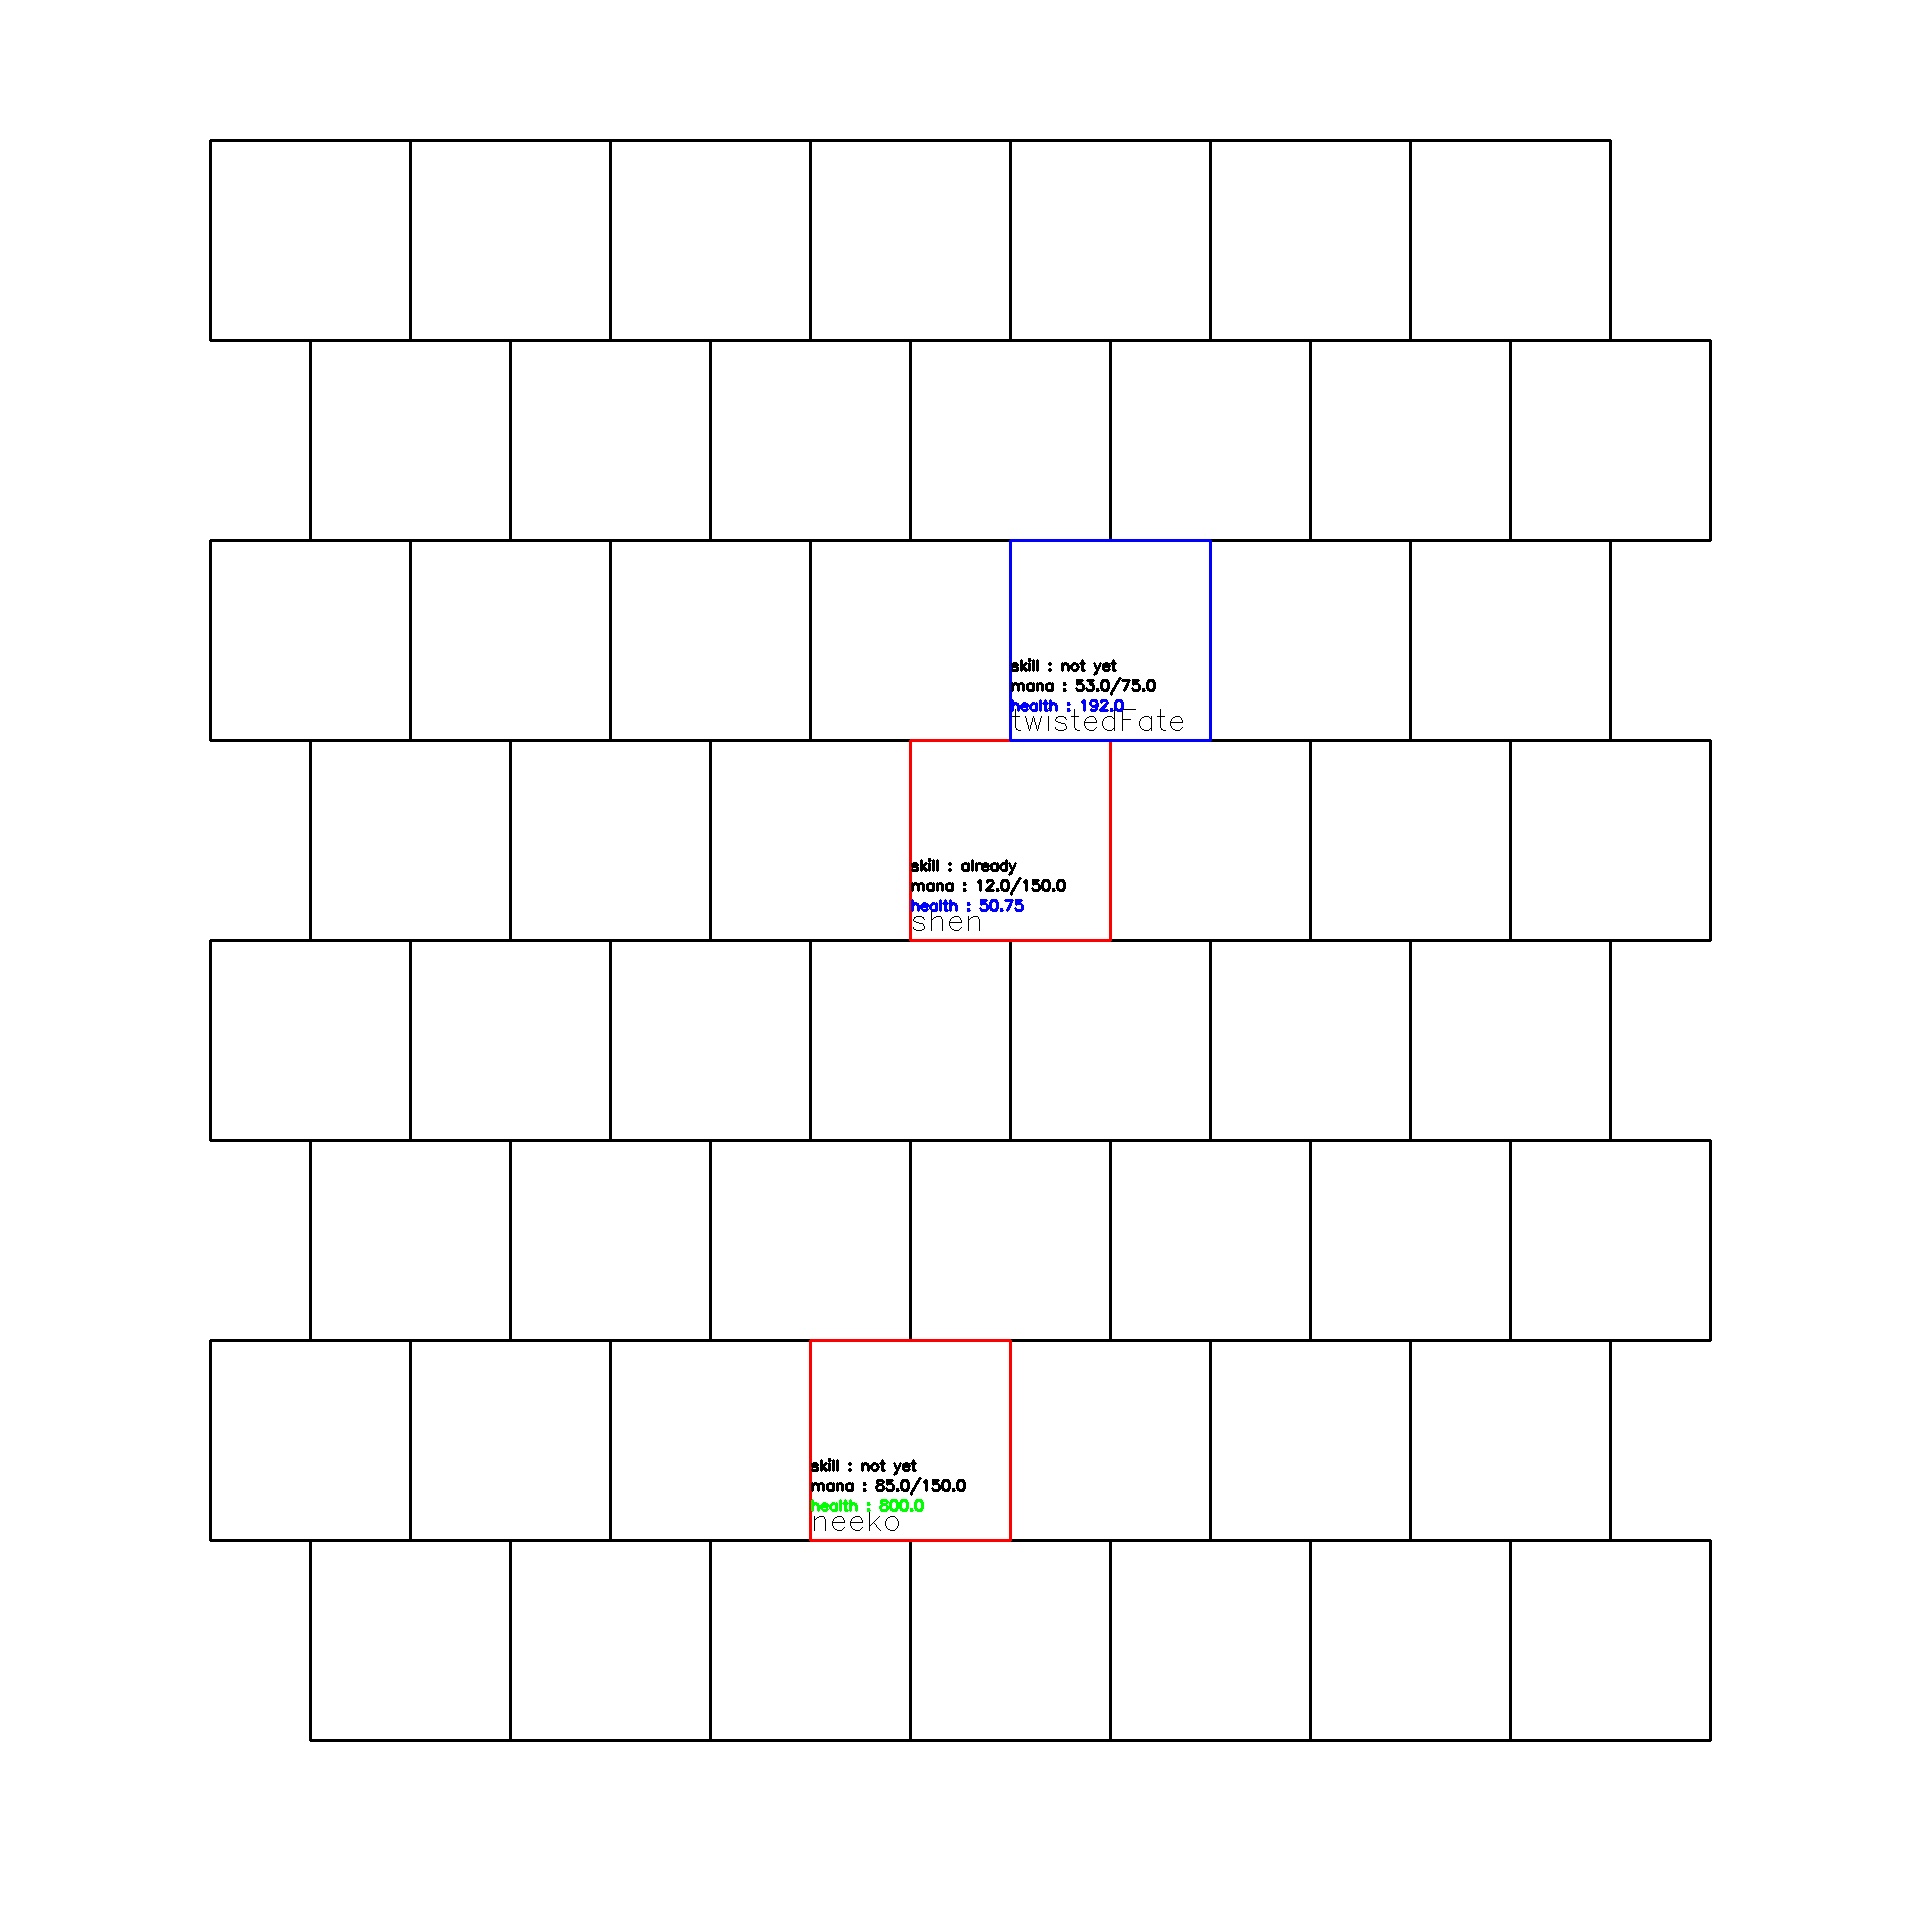 skill : not yet
mana : 53.0/75.0
health : 192.0
twistedFate
skill : already
mana : 12.0/150.0
health : 50.75
shen
skill : not yet
mana : 85.0/150.0
health : 800.0
neeko